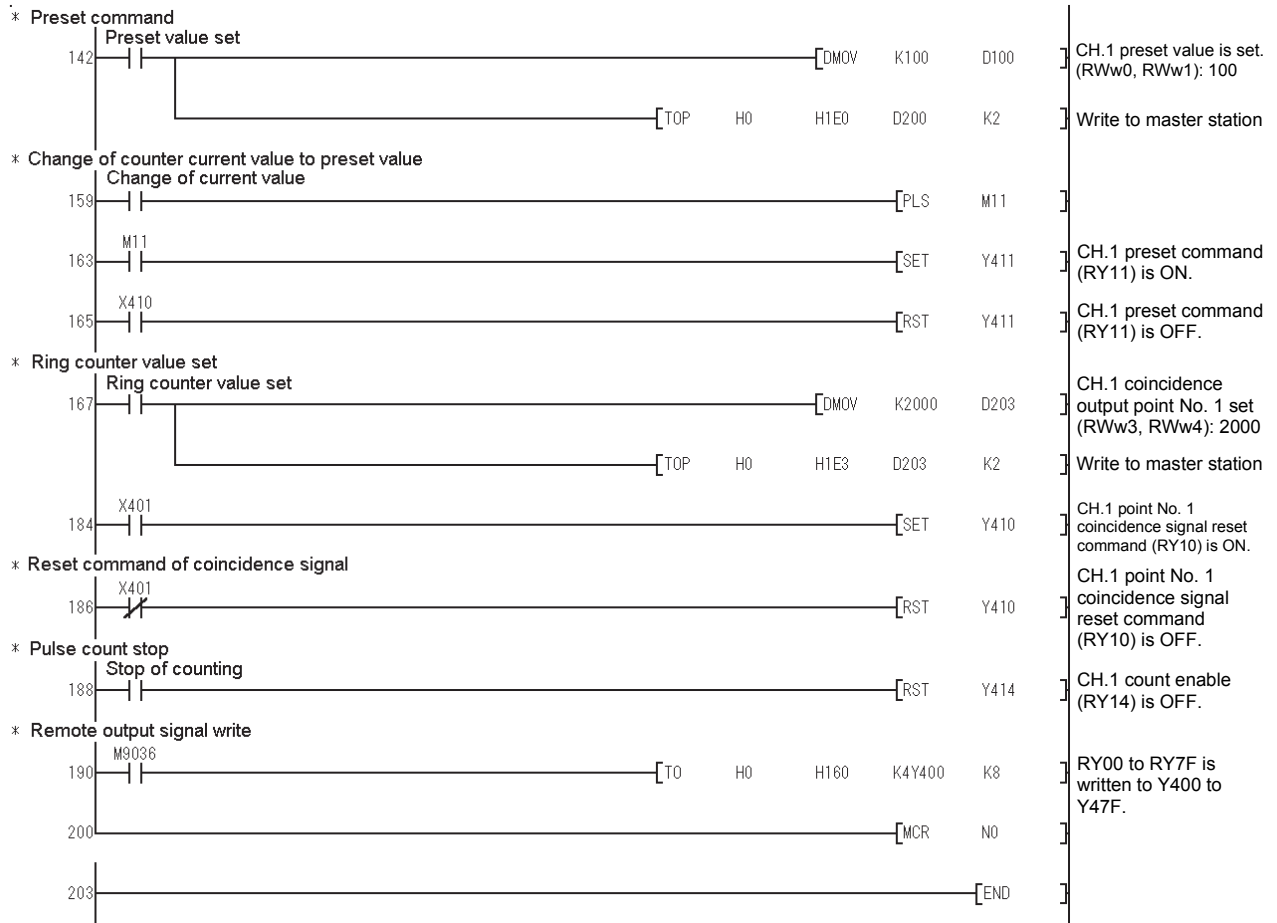 * Preset command
Preset value set
142 DMOV K100 D100
CH.1 preset value is set.
(RWw0, RWw1): 100
TOP H0 H1E0 D200 K2
Write to master station
* Change of counter current value to preset value
Change of current value
159 PLS M11
M11
163 SET Y411
CH.1 preset command
(RY11) is ON.
X410
165 RST Y411
CH.1 preset command
(RY11) is OFF.
* Ring counter value set
Ring counter value set
167 DMOV K2000 D203
CH.1 coincidence
output point No. 1 set
(RWw3, RWw4): 2000
TOP H0 H1E3 D203 K2
Write to master station
X401
184 SET Y410
CH.1 point No. 1
coincidence signal reset
command (RY10) is ON.
* Reset command of coincidence signal
X401
186 RST Y410
CH.1 point No. 1
coincidence signal
reset command
(RY10) is OFF.
* Pulse count stop
Stop of counting
188 RST Y414
CH.1 count enable
(RY14) is OFF.
* Remote output signal write
M9036
190 TO H0 H160 K4Y400 K8
RY00 to RY7F is
written to Y400 to
Y47F.
200 MCR N0
203 END